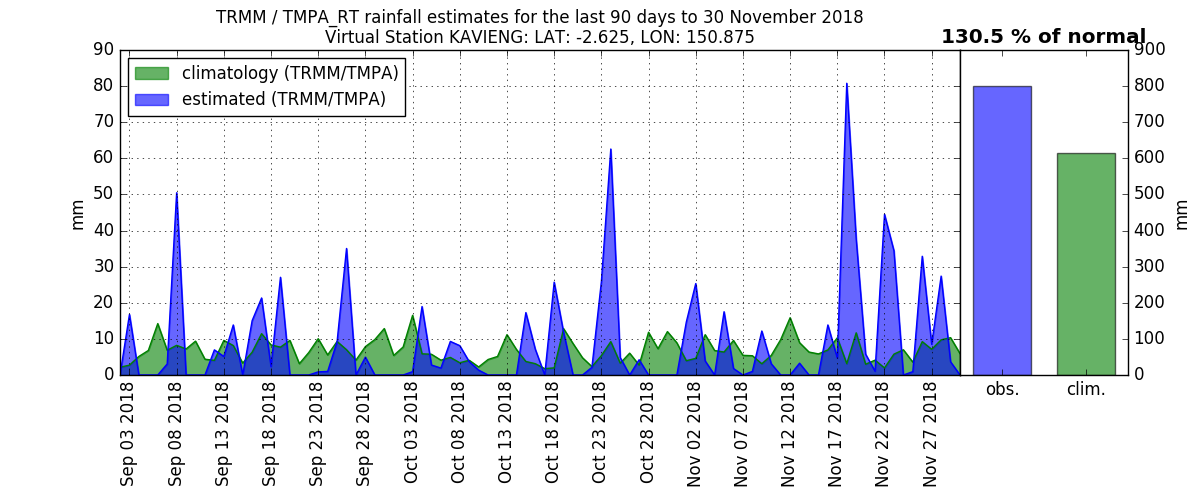 TRMM / TMPA_RT rainfall estimates for the last 90 days to 30 November 2018
Virtual Station KAVIENG: LAT: -2.625, LON: 150.875
130.5 % of normal
climatology (TRMM/TMPA)
estimated (TRMM/TMPA)
90
80
70
60
50
40
30
20
10
0
mm
Sep 03 2018
Sep 08 2018
Sep 13 2018
Sep 18 2018
Sep 23 2018
Sep 28 2018
Oct 03 2018
Oct 08 2018
Oct 13 2018
Oct 18 2018
Oct 23 2018
Oct 28 2018
Nov 02 2018
Nov 07 2018
Nov 12 2018
Nov 17 2018
Nov 22 2018
Nov 27 2018
obs.
clim.
900
800
700
600
500
400
300
200
100
0
mm